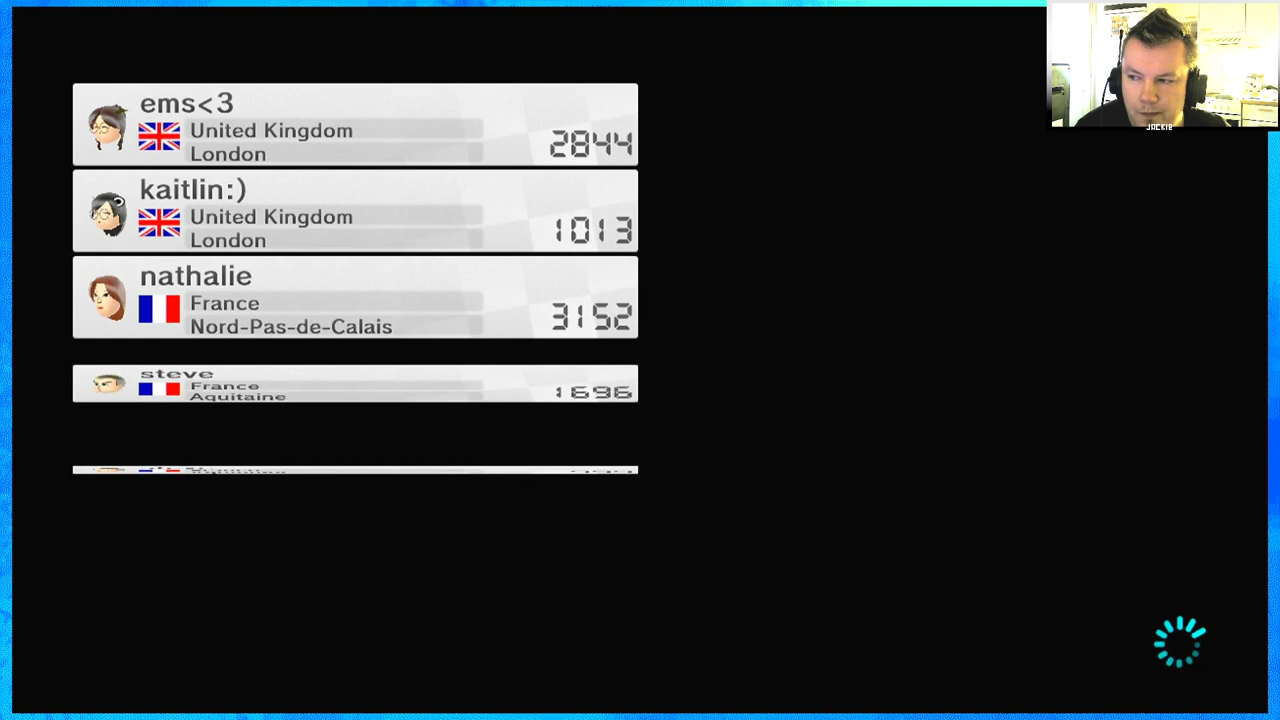 ems<3
United Kingdom
London
2844
kaitlin:)
United Kingdom
London
1013
nathalie
France
Nord-Pas-de-Calais
3152
steve
France
Aquitaine
1696
JACKIE